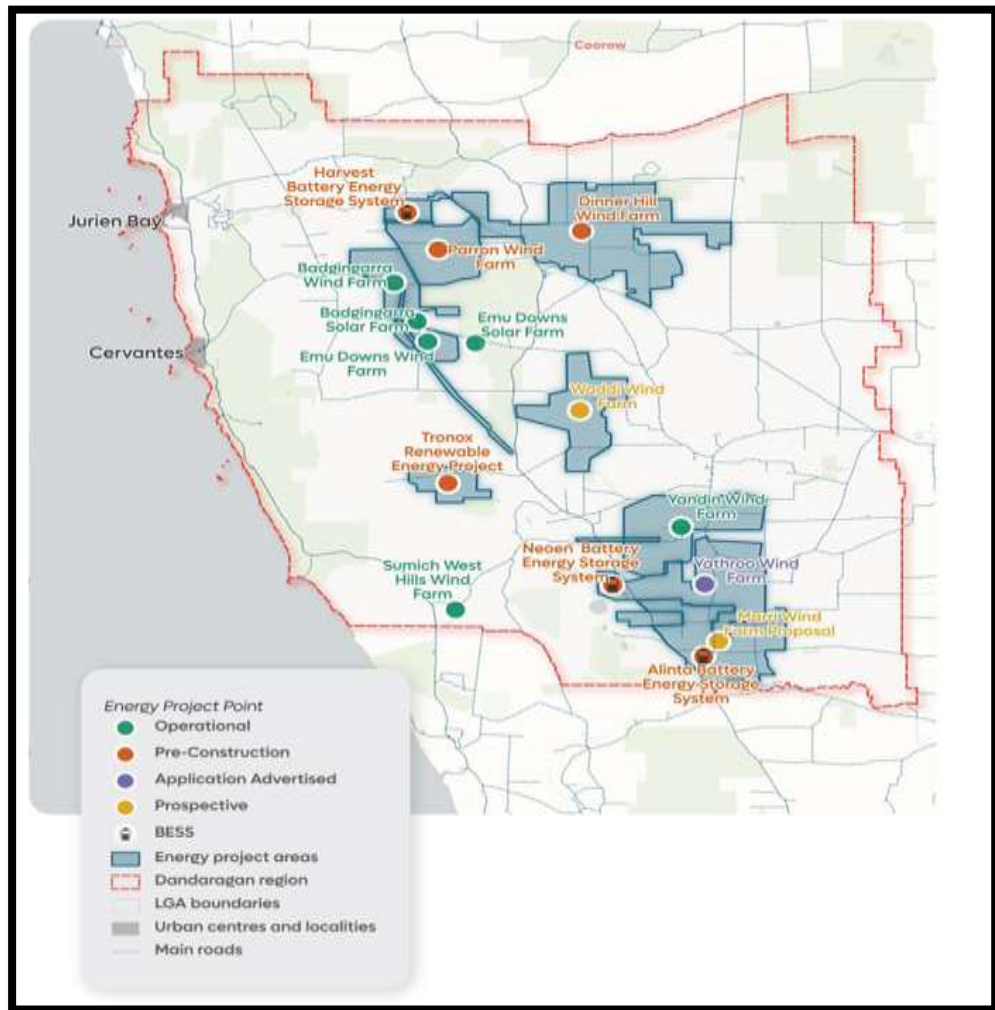 Coorow
Harvest
Battery Energy
Storage System
Dinner Hill
Wind Farm
Jurien Bay
Parron Wind
Farm
Badgingarra
Wind Farm
Badgingarra
Solar Farm
Emu Downs
Solar Farm
Cervantes
Emu Downs Wind
Farm
Waddi Wind
Farm
Tronox
Renewable
Energy Project
Yandin Wind
Farm
Neoen Battery
Energy Storage
System
Yathroo Wind
Farm
Sumich West
Hills Wind
Farm
Marri Wind
Farm Proposal
Alinta Battery
Energy Storage
System
Energy Project Point
Operational
Pre-Construction
Application Advertised
Prospective
BESS
Energy project areas
Dandaragan region
LGA boundaries
Urban centres and localities
Main roads